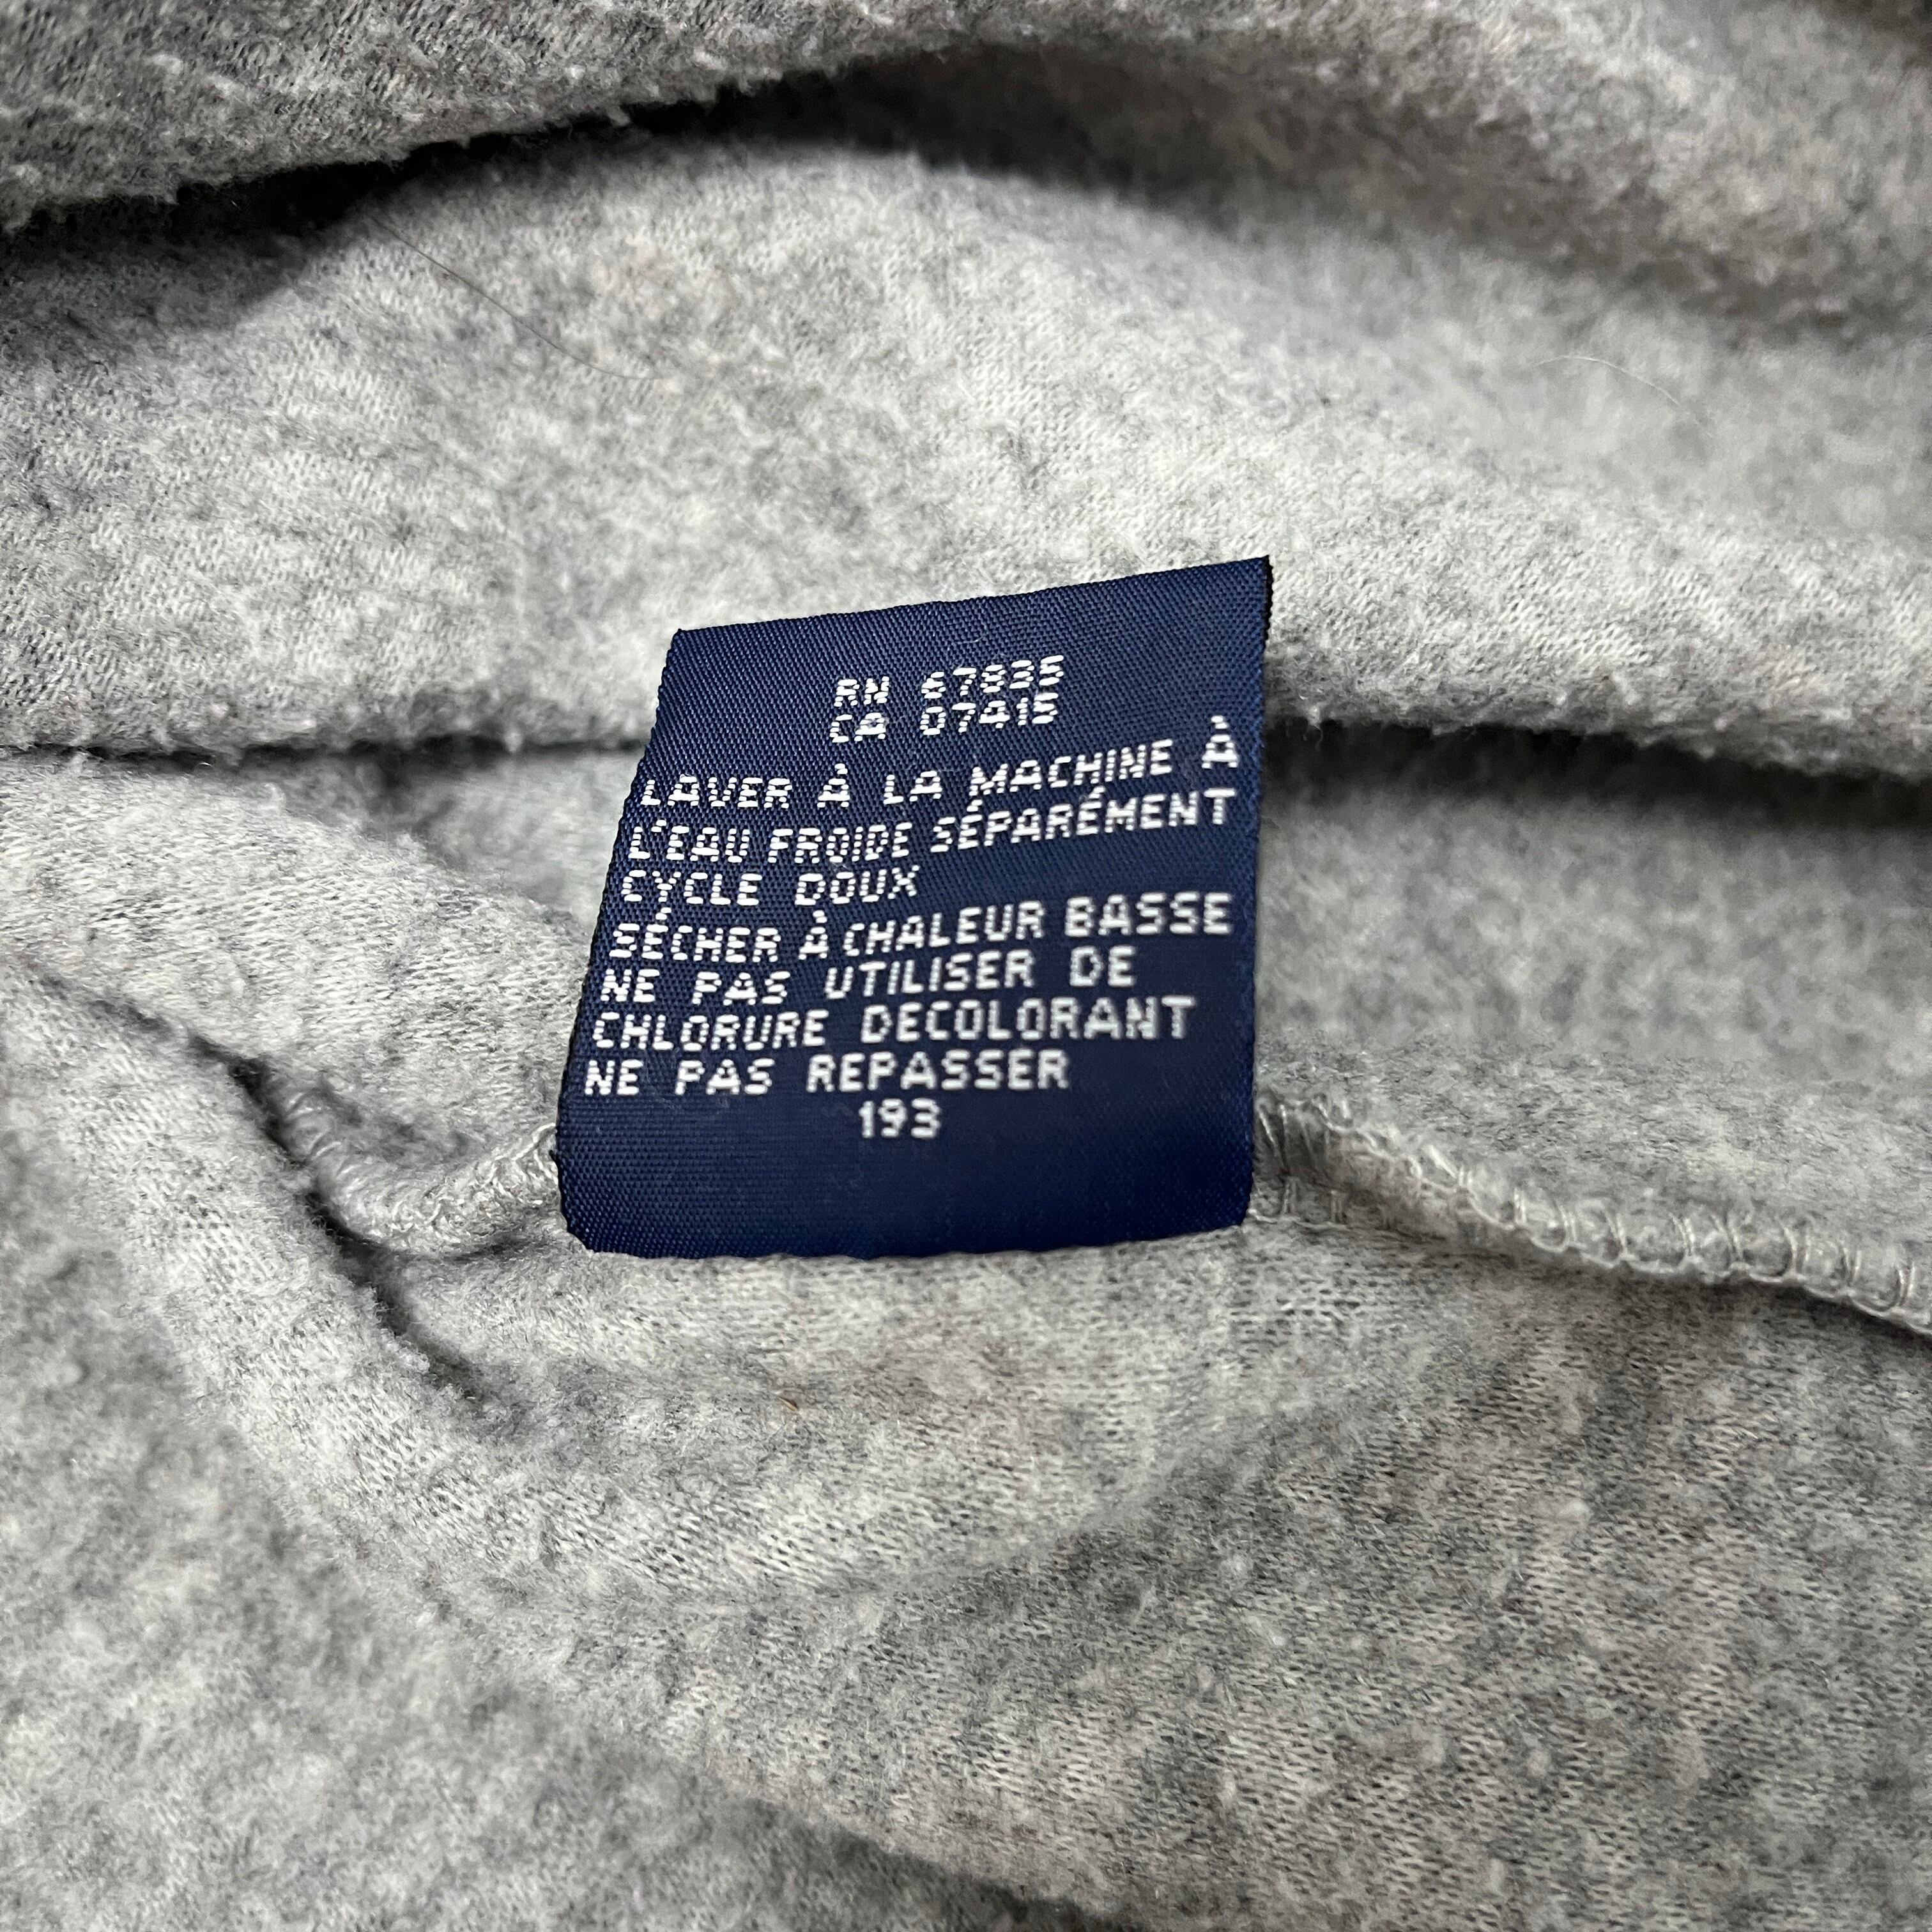 RN 67835
CA 07415
LAVER À LA MACHINE À
L'EAU FROIDE SÉPARÉMENT
CYCLE DOUX
SÉCHER À CHALEUR BASSE
NE PAS UTILISER DE
CHLORURE DECOLORANT
NE PAS REPASSER
193